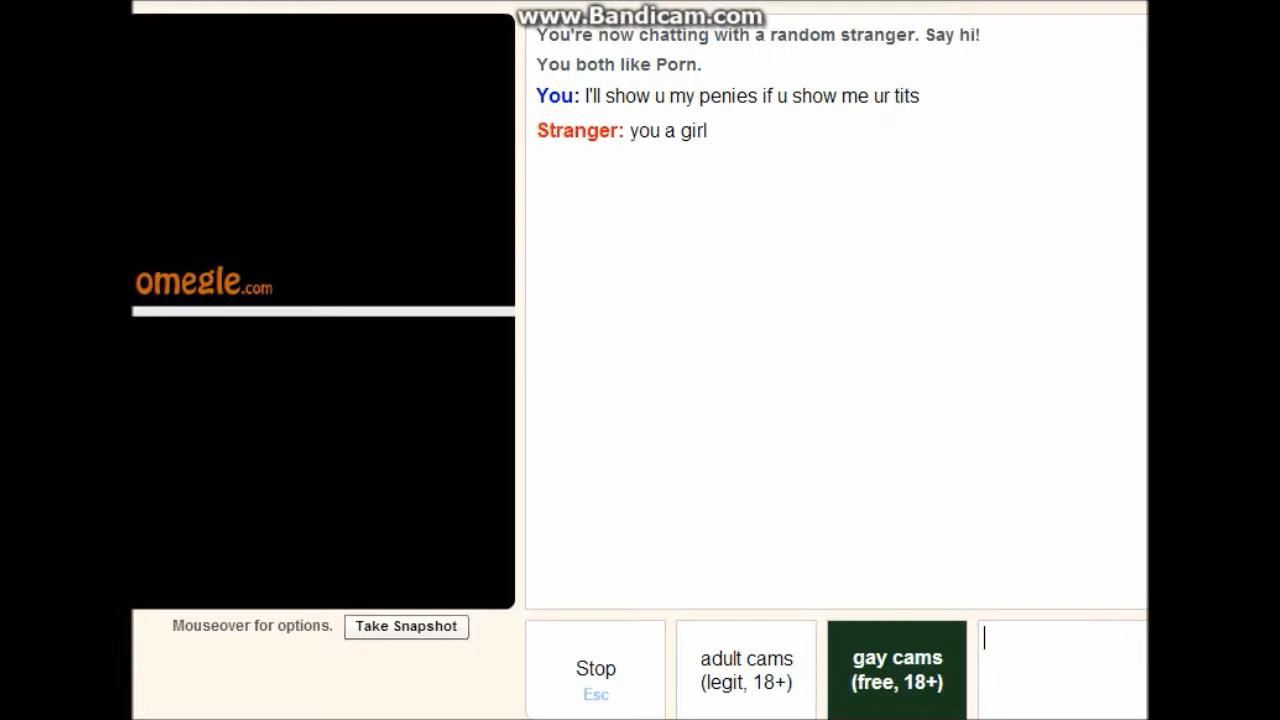 www.Bandicam.com
You're now chatting with a random stranger. Say hi!
You both like Porn.
You: I'll show u my penies if u show me ur tits
Stranger: you a girl
omegle.com
Mouseover for options.
Take Snapshot
Stop
Esc
adult cams
(legit, 18+)
gay cams
(free, 18+)